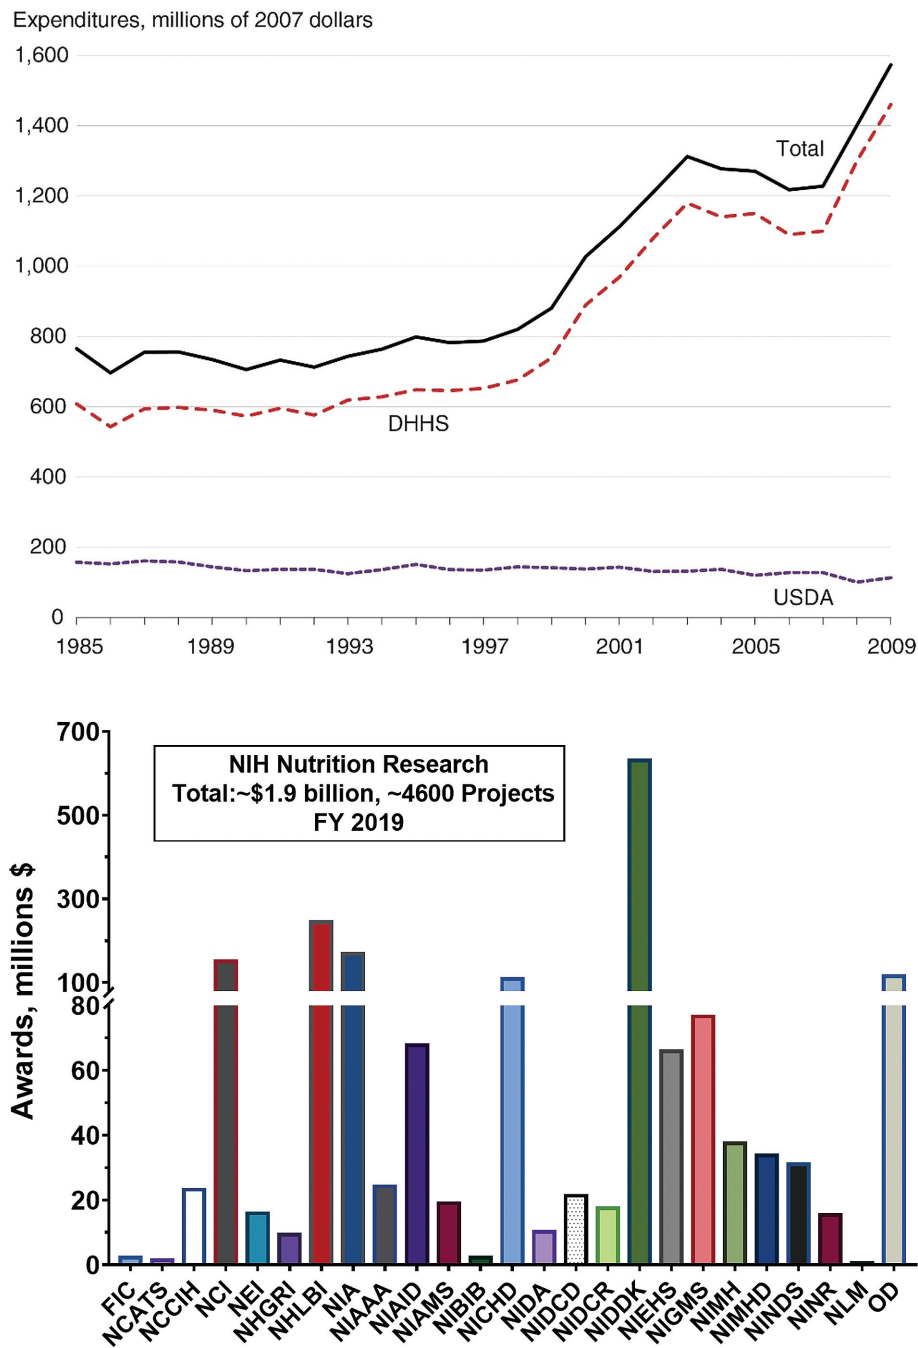 Expenditures, millions of 2007 dollars
1,600
1,400
Total
1,200
1,000
800
600
DHHS
400
200
USDA
0
1985 1989 1993 1997 2001 2005 2009
700
NIH Nutrition Research
Total:~$1.9 billion, ~4600 Projects
FY 2019
500
300
100
80
60
40
20
0
Awards, millions $
FIC
NCATS
NCCIH
NCI
NEI
NHGRI
NHLBI
NIA
NIAAA
NIAID
NIAMS
NIBIB
NICHD
NIDA
NIDCD
NIDCR
NIDDK
NIEHS
NIGMS
NIMH
NIMHD
NINDS
NINR
NLM
OD